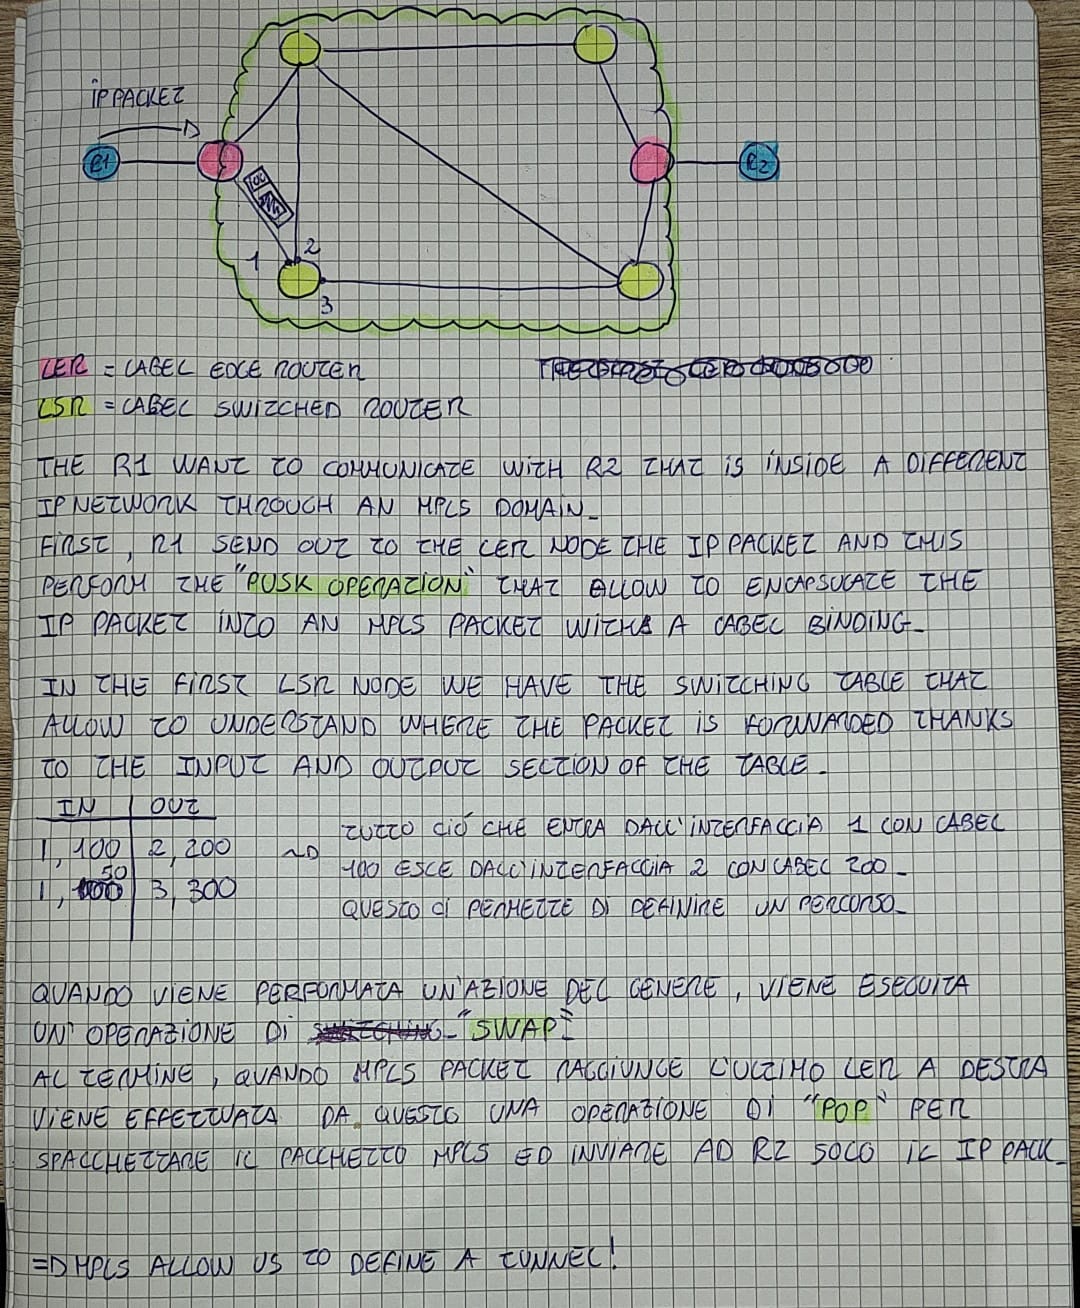 IP PACKET
R1
R2
100
1
2
3
LER = LABEL EDGE ROUTER
LSR = LABEL SWITCHED ROUTER
THE R1 WANT TO COMMUNICATE WITH R2 THAT IS INSIDE A DIFFERENT
IP NETWORK THROUGH AN MPLS DOMAIN_
FIRST, R1 SEND OUT TO THE LER NODE THE IP PACKET AND THIS
PERFORM THE "PUSK OPERATION" THAT ALLOW TO ENCAPSULATE THE
IP PACKET INTO AN MPLS PACKET WITH A LABEL BINDING_
IN THE FIRST LSR NODE WE HAVE THE SWITCHING TABLE THAT
ALLOW TO UNDERSTAND WHERE THE PACKET IS FORWARDED THANKS
TO THE INPUT AND OUTPUT SECTION OF THE TABLE.
IN | OUT
1, 100 | 2, 200
1, 50 | 3, 300
TUTTO CIÓ CHE ENTRA DALL'INTERFACCIA 1 CON LABEL
100 ESCE DALL'INTERFACCIA 2 CON LABEL 200_
QUESTO CI PERMETTE DI DEFINIRE UN PERCORSO_
QUANDO VIENE PERFORMATA UN'AZIONE DEL GENERE, VIENE ESEGUITA
UN'OPERAZIONE DI "SWAP"
AL TERMINE, QUANDO MPLS PACKET RAGGIUNGE L'ULTIMO LER A DESTRA
VIENE EFFETTUATA DA QUESTO UNA OPERAZIONE DI "POP" PER
SPACCHETTARE IL PACCHETTO MPLS ED INVIARE AD R2 SOLO IL IP PACK_
=D MPLS ALLOW US TO DEFINE A TUNNEL!